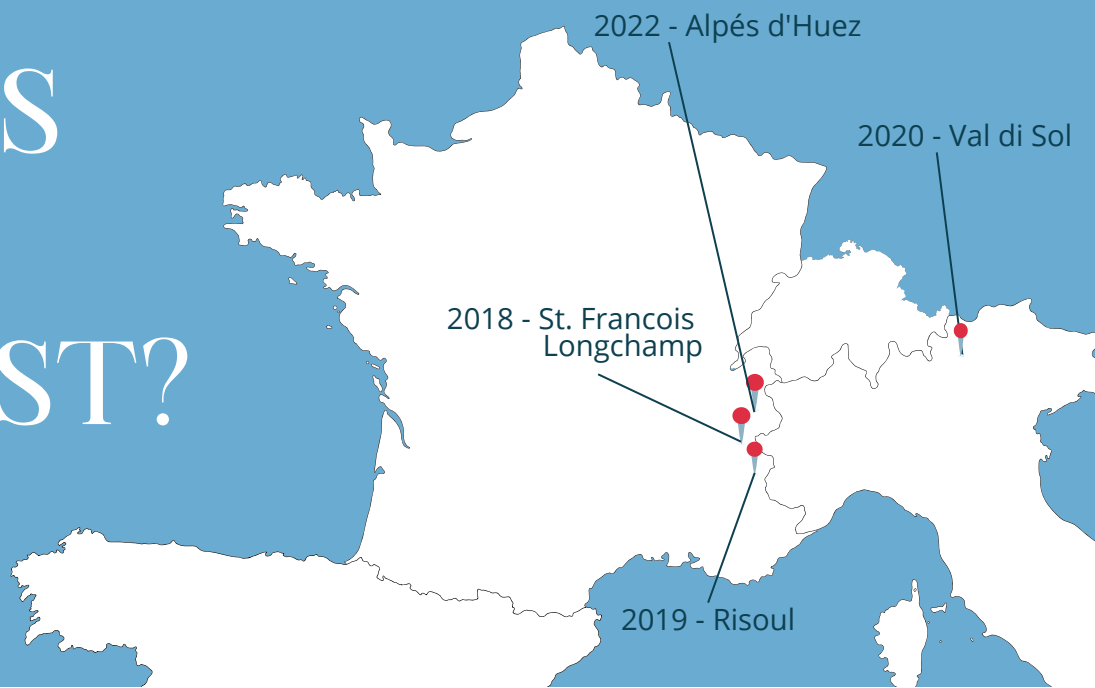 2022 - Alpés d'Huez
S
2020 - Val di Sol
2018 - St. Francois
Longchamp
ST?
2019 - Risoul